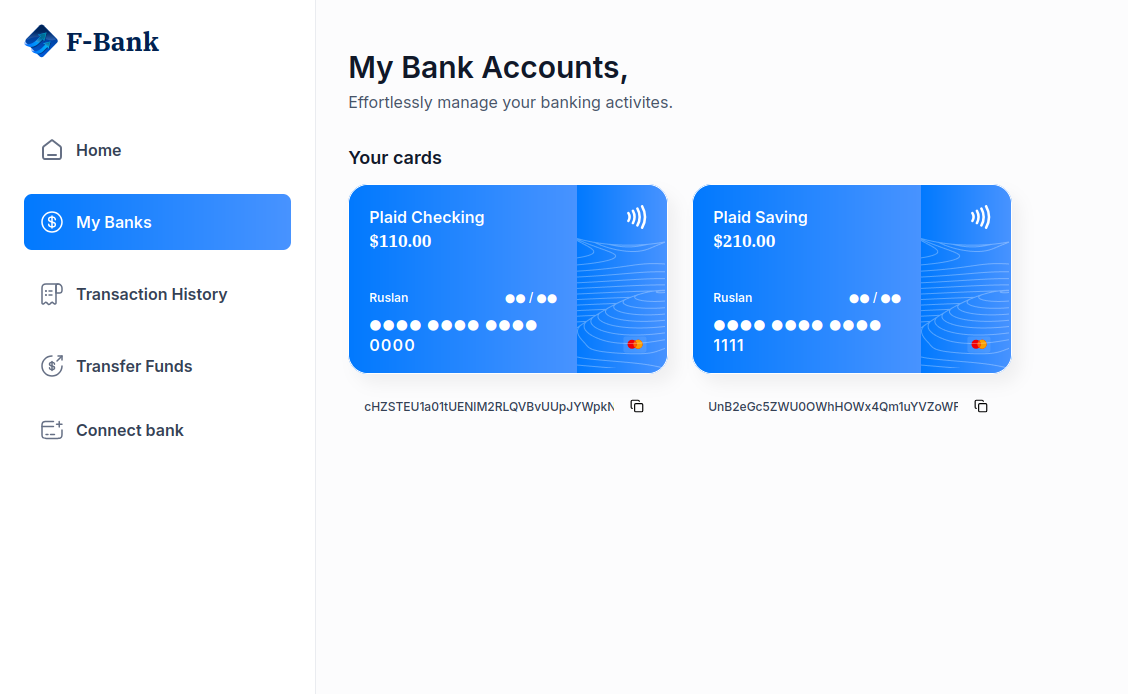 F-Bank
Home
My Banks
Transaction History
Transfer Funds
Connect bank
My Bank Accounts,
Effortlessly manage your banking activites.
Your cards
Plaid Checking
$110.00
Ruslan ●● / ●●
●●●● ●●●● ●●●●
0000
cHZSTEU1a01tUENIM2RLQVBvUUpJYWpkN
Plaid Saving
$210.00
Ruslan ●● / ●●
●●●● ●●●● ●●●●
1111
UnB2eGc5ZWU0OWhHOWx4Qm1uYVZoWF